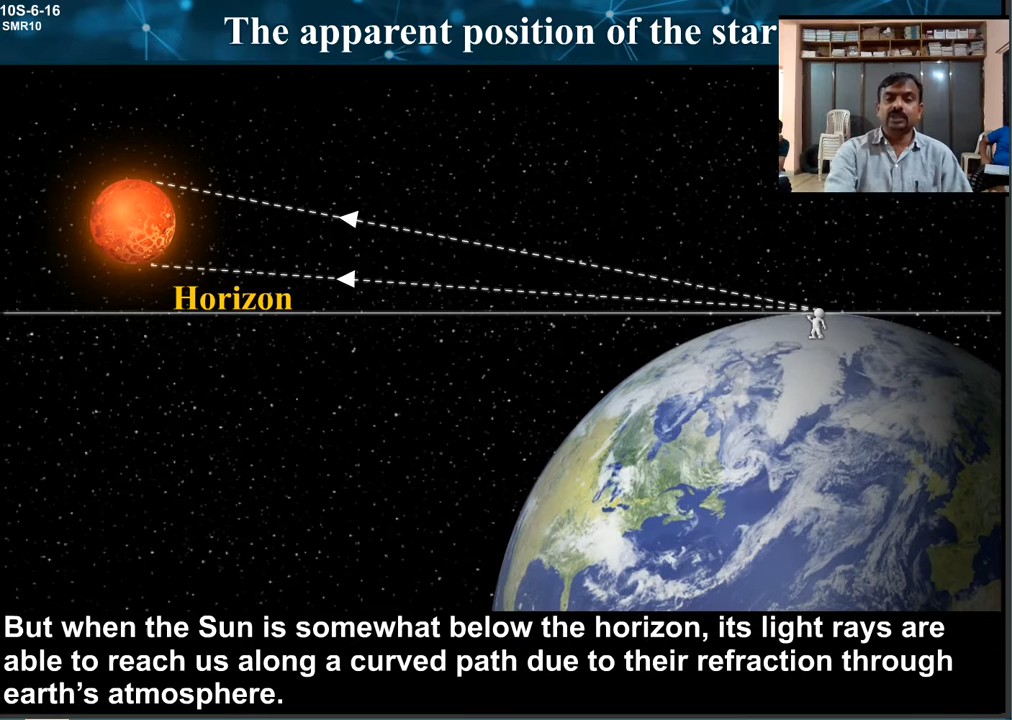 10S-6-16
SMR10
The apparent position of the star
Horizon
But when the Sun is somewhat below the horizon, its light rays are
able to reach us along a curved path due to their refraction through
earth’s atmosphere.